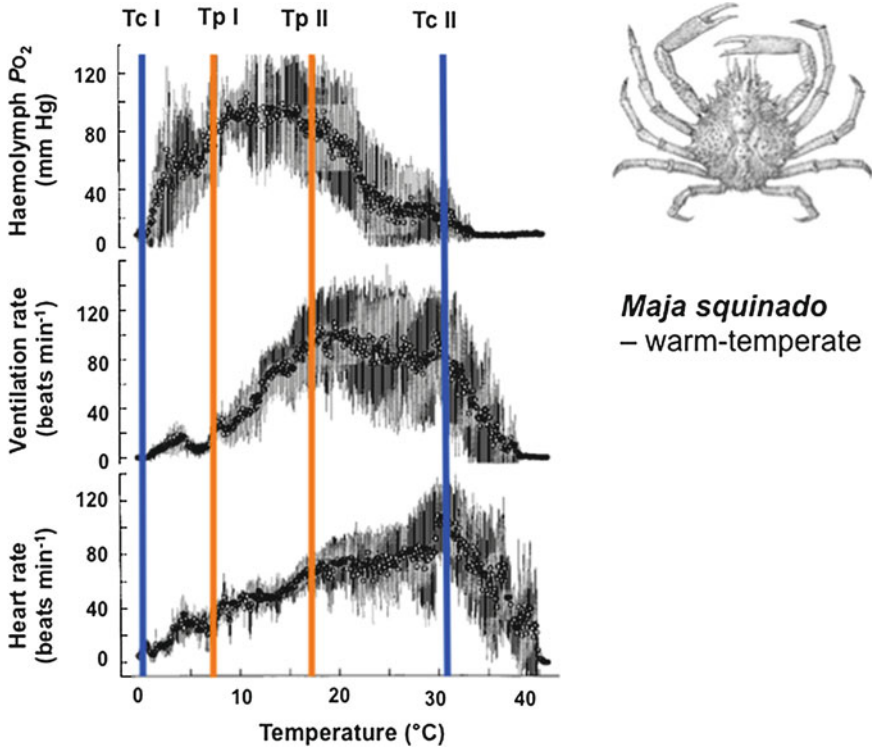 Tc I Tp I Tp II Tc II
Haemolymph PO₂
(mm Hg)
120
80
40
0
Ventilation rate
(beats min⁻¹)
120
80
40
0
Heart rate
(beats min⁻¹)
120
80
40
0
0 10 20 30 40
Temperature (°C)
Maja squinado
– warm-temperate